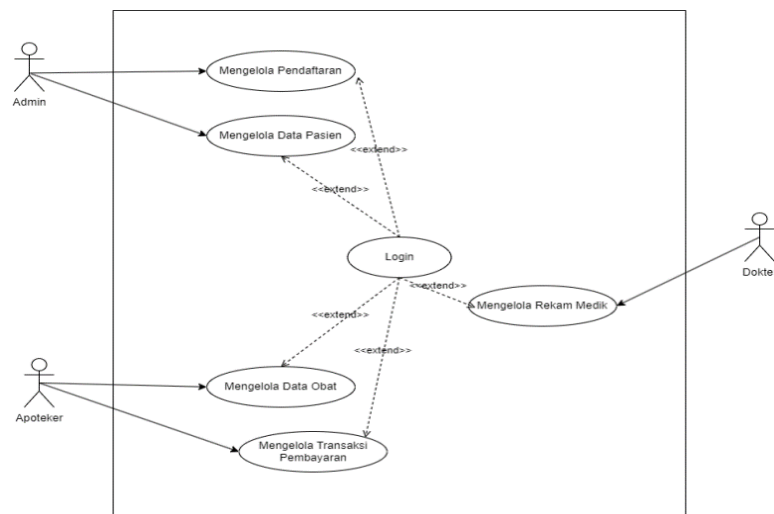 Mengelola Pendaftaran
Admin
Mengelola Data Pasien
<<extend>>
<<extend>>
Login
Dokte
<<extend>>
Mengelola Rekam Medik
<<extend>>
<<extend>>
Mengelola Data Obat
Apoteker
Mengelola Transaksi
Pembayaran